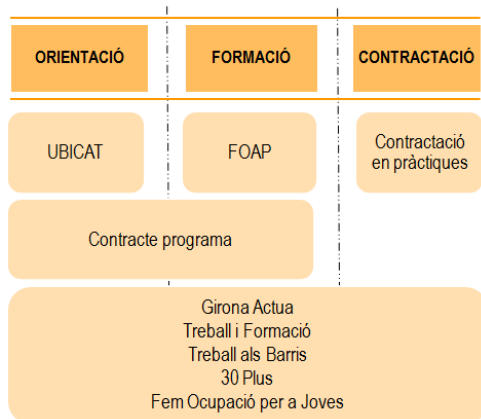 ORIENTACIÓ
FORMACIÓ
CONTRACTACIÓ
UBICAT
FOAP
Contractació
en pràctiques
Contracte programa
Girona Actua
Treball i Formació
Treball als Barris
30 Plus
Fem Ocupació per a Joves